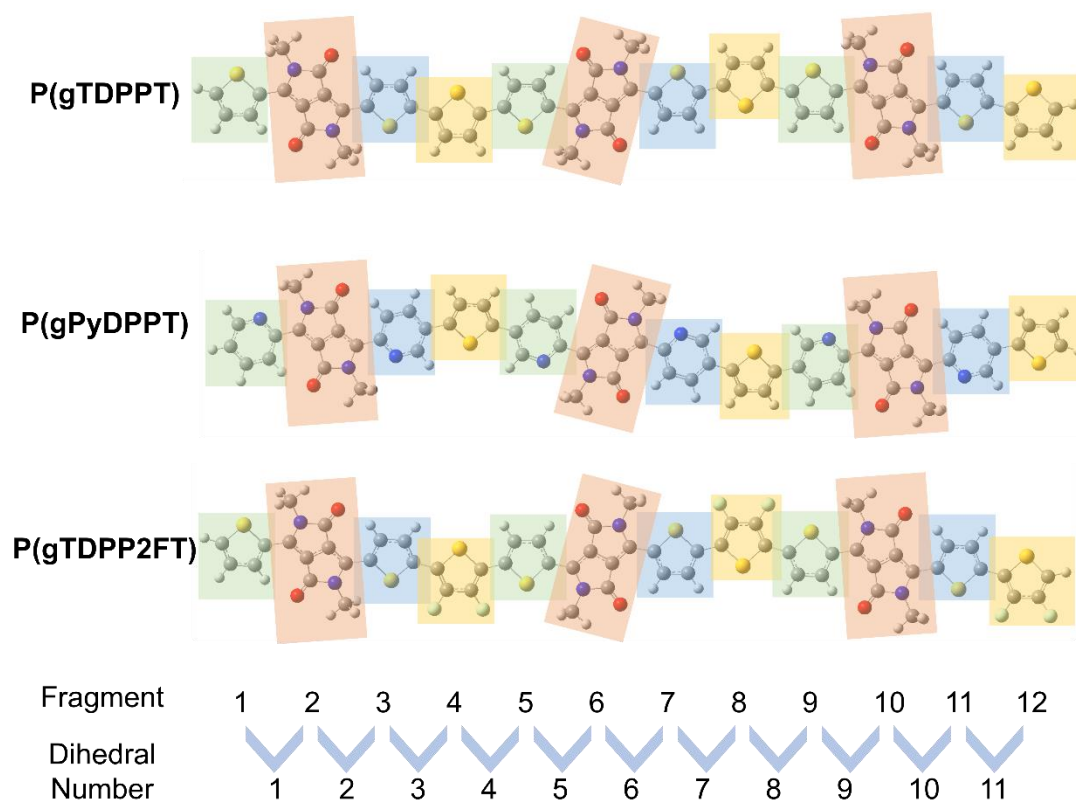 P(gTDPPT)
P(gPyDPPT)
P(gTDPP2FT)
Fragment 1 2 3 4 5 6 7 8 9 10 11 12
Dihedral
Number 1 2 3 4 5 6 7 8 9 10 11